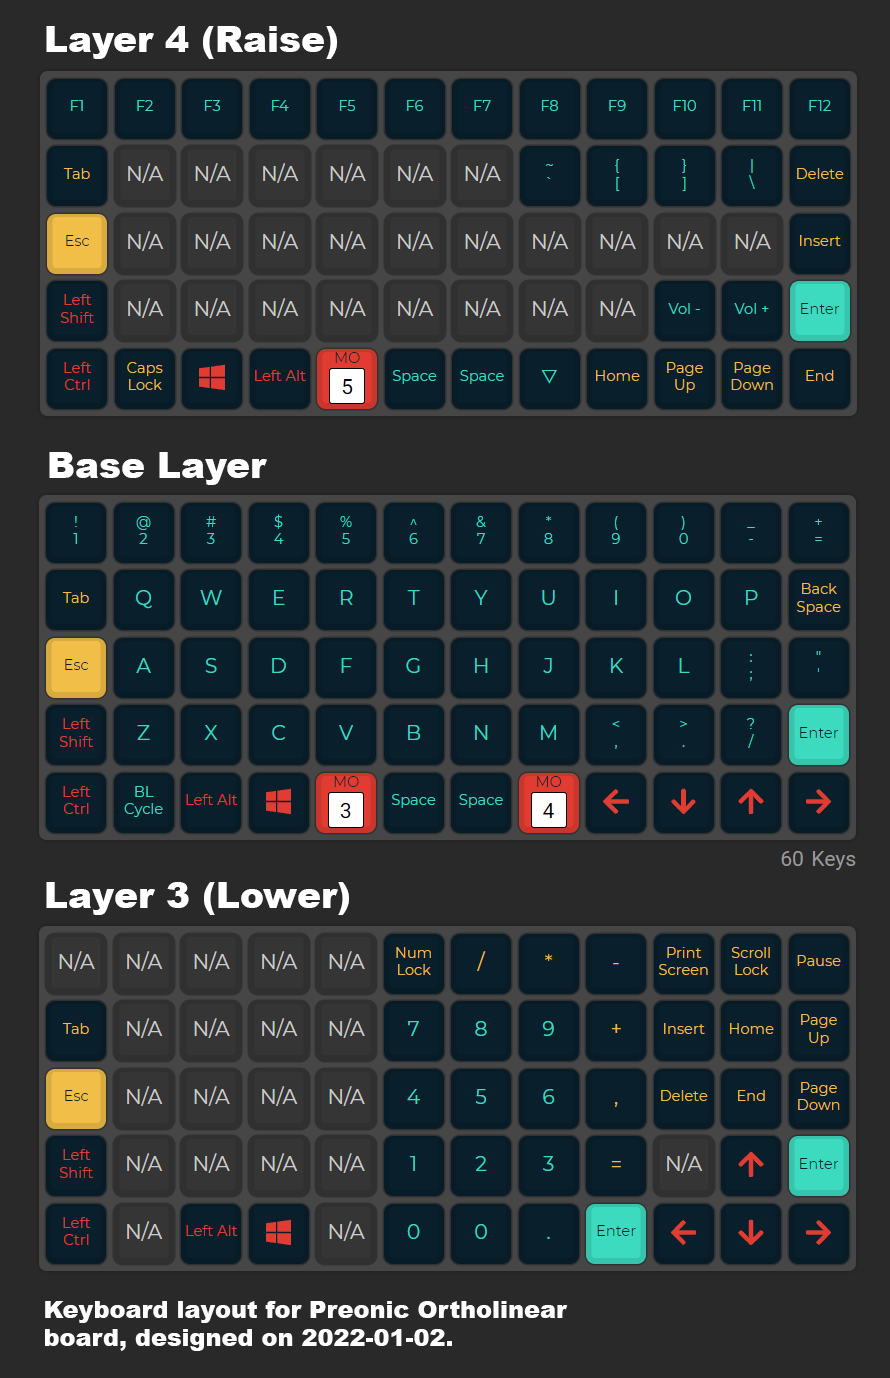 Layer 4 (Raise)
F1 F2 F3 F4 F5 F6 F7 F8 F9 F10 F11 F12
Tab N/A N/A N/A N/A N/A N/A ~ ` { [ } ] | \ Delete
Esc N/A N/A N/A N/A N/A N/A N/A N/A N/A N/A Insert
Left Shift N/A N/A N/A N/A N/A N/A N/A N/A Vol - Vol + Enter
Left Ctrl Caps Lock Left Alt MO 5 Space Space ▽ Home Page Up Page Down End
Base Layer
! 1 @ 2 # 3 $ 4 % 5 ^ 6 & 7 * 8 ( 9 ) 0 _ - + =
Tab Q W E R T Y U I O P Back Space
Esc A S D F G H J K L : ; " '
Left Shift Z X C V B N M < , > . ? / Enter
Left Ctrl BL Cycle Left Alt MO 3 Space Space MO 4 ← ↓ ↑ →
60 Keys
Layer 3 (Lower)
N/A N/A N/A N/A N/A Num Lock / * - Print Screen Scroll Lock Pause
Tab N/A N/A N/A N/A 7 8 9 + Insert Home Page Up
Esc N/A N/A N/A N/A 4 5 6 , Delete End Page Down
Left Shift N/A N/A N/A N/A 1 2 3 = N/A ↑ Enter
Left Ctrl N/A Left Alt N/A 0 0 . Enter ← ↓ →
Keyboard layout for Preonic Ortholinear
board, designed on 2022-01-02.